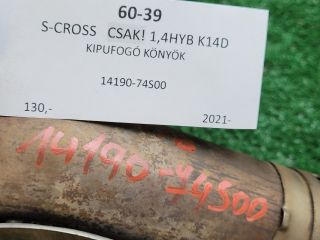 60-39
S-CROSS CSAK! 1,4HYB K14D
KIPUFOGÓ KÖNYÖK
14190-74S00
130,- 2021-
14190-74S00